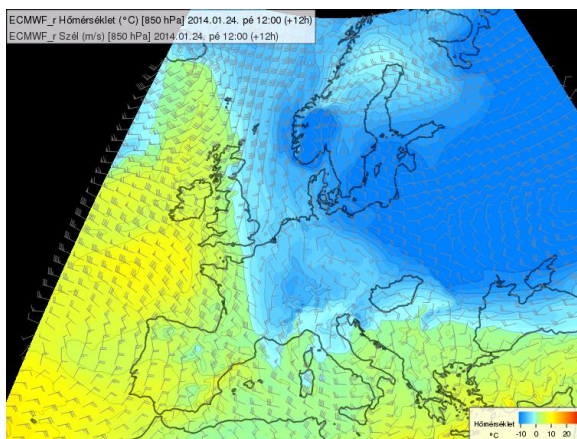 ECMWF_r Hőmérséklet (°C) [850 hPa] 2014.01.24. pé 12:00 (+12h)
ECMWF_r Szél (m/s) [850 hPa] 2014.01.24. pé 12:00 (+12h)
Hőmérséklet
°C
-10 0 10 20